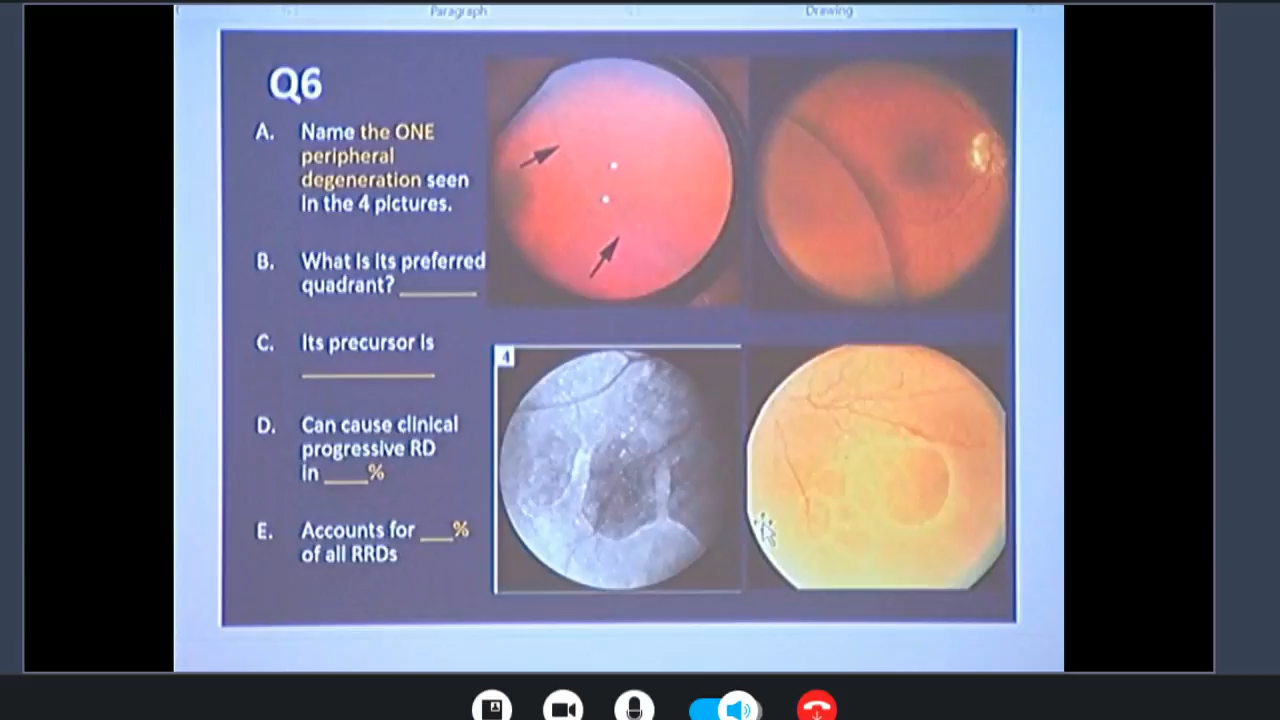 Paragraph
Drawing
Q6
A. Name the ONE
peripheral
degeneration seen
in the 4 pictures.
B. What is its preferred
quadrant? ______
C. Its precursor is
__________
D. Can cause clinical
progressive RD
in ___%
E. Accounts for ___%
of all RRDs
4